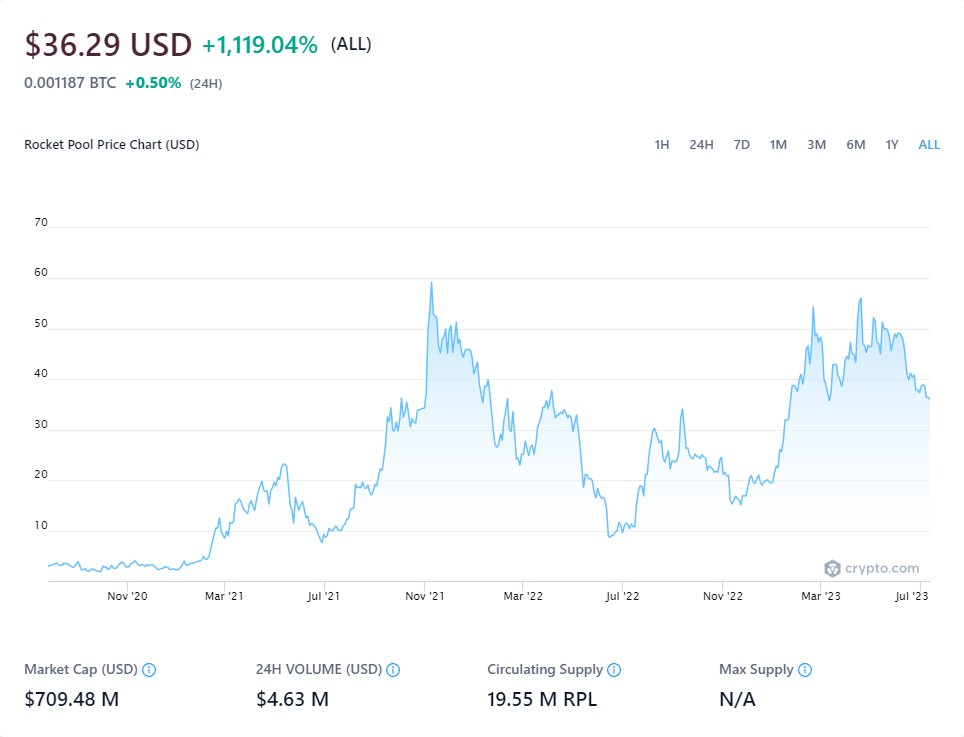 $36.29 USD +1,119.04% (ALL)
0.001187 BTC +0.50% (24H)
Rocket Pool Price Chart (USD) 1H 24H 7D 1M 3M 6M 1Y ALL
70
60
50
40
30
20
10
crypto.com
Nov '20 Mar '21 Jul '21 Nov '21 Mar '22 Jul '22 Nov '22 Mar '23 Jul '23
Market Cap (USD) 24H VOLUME (USD) Circulating Supply Max Supply
$709.48 M $4.63 M 19.55 M RPL N/A